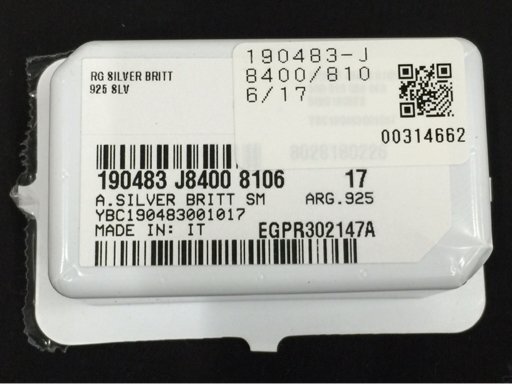 RG SILVER BRITT
925 SLV
190483-J
8400/810
6/17
00314662
190483 J8400 8106 17
A.SILVER BRITT SM ARG.925
YBC190483001017
MADE IN: IT EGPR302147A